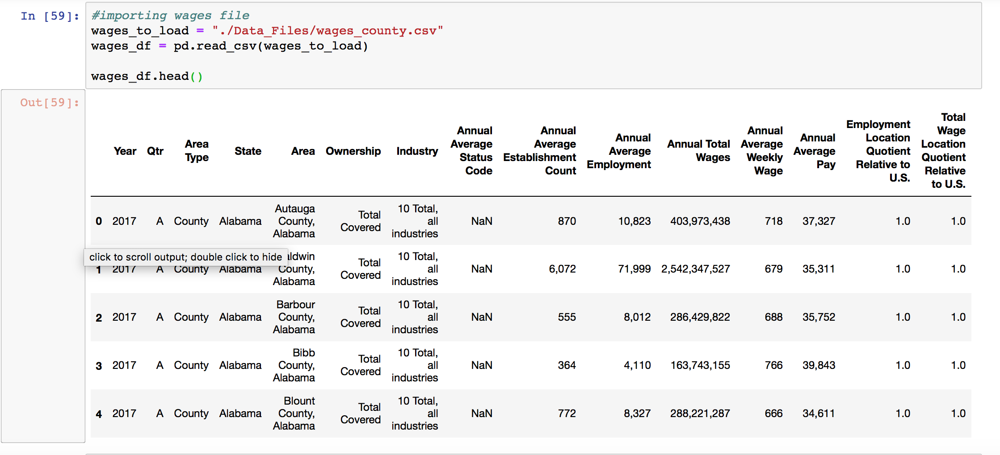 In [59]:
#importing wages file
wages_to_load = "./Data_Files/wages_county.csv"
wages_df = pd.read_csv(wages_to_load)
wages_df.head()
Out[59]:
Year Qtr Area Type State Area Ownership Industry Annual Average Status Code Annual Average Establishment Count Annual Average Employment Annual Total Wages Annual Average Weekly Wage Annual Average Pay Employment Location Quotient Relative to U.S. Total Wage Location Quotient Relative to U.S.
0 2017 A County Alabama Autauga County, Alabama Total Covered 10 Total, all industries NaN 870 10,823 403,973,438 718 37,327 1.0 1.0
click to scroll output; double click to hide
1 2017 A County Alabama aldwin County, Alabama Total Covered 10 Total, all industries NaN 6,072 71,999 2,542,347,527 679 35,311 1.0 1.0
2 2017 A County Alabama Barbour County, Alabama Total Covered 10 Total, all industries NaN 555 8,012 286,429,822 688 35,752 1.0 1.0
3 2017 A County Alabama Bibb County, Alabama Total Covered 10 Total, all industries NaN 364 4,110 163,743,155 766 39,843 1.0 1.0
4 2017 A County Alabama Blount County, Alabama Total Covered 10 Total, all industries NaN 772 8,327 288,221,287 666 34,611 1.0 1.0